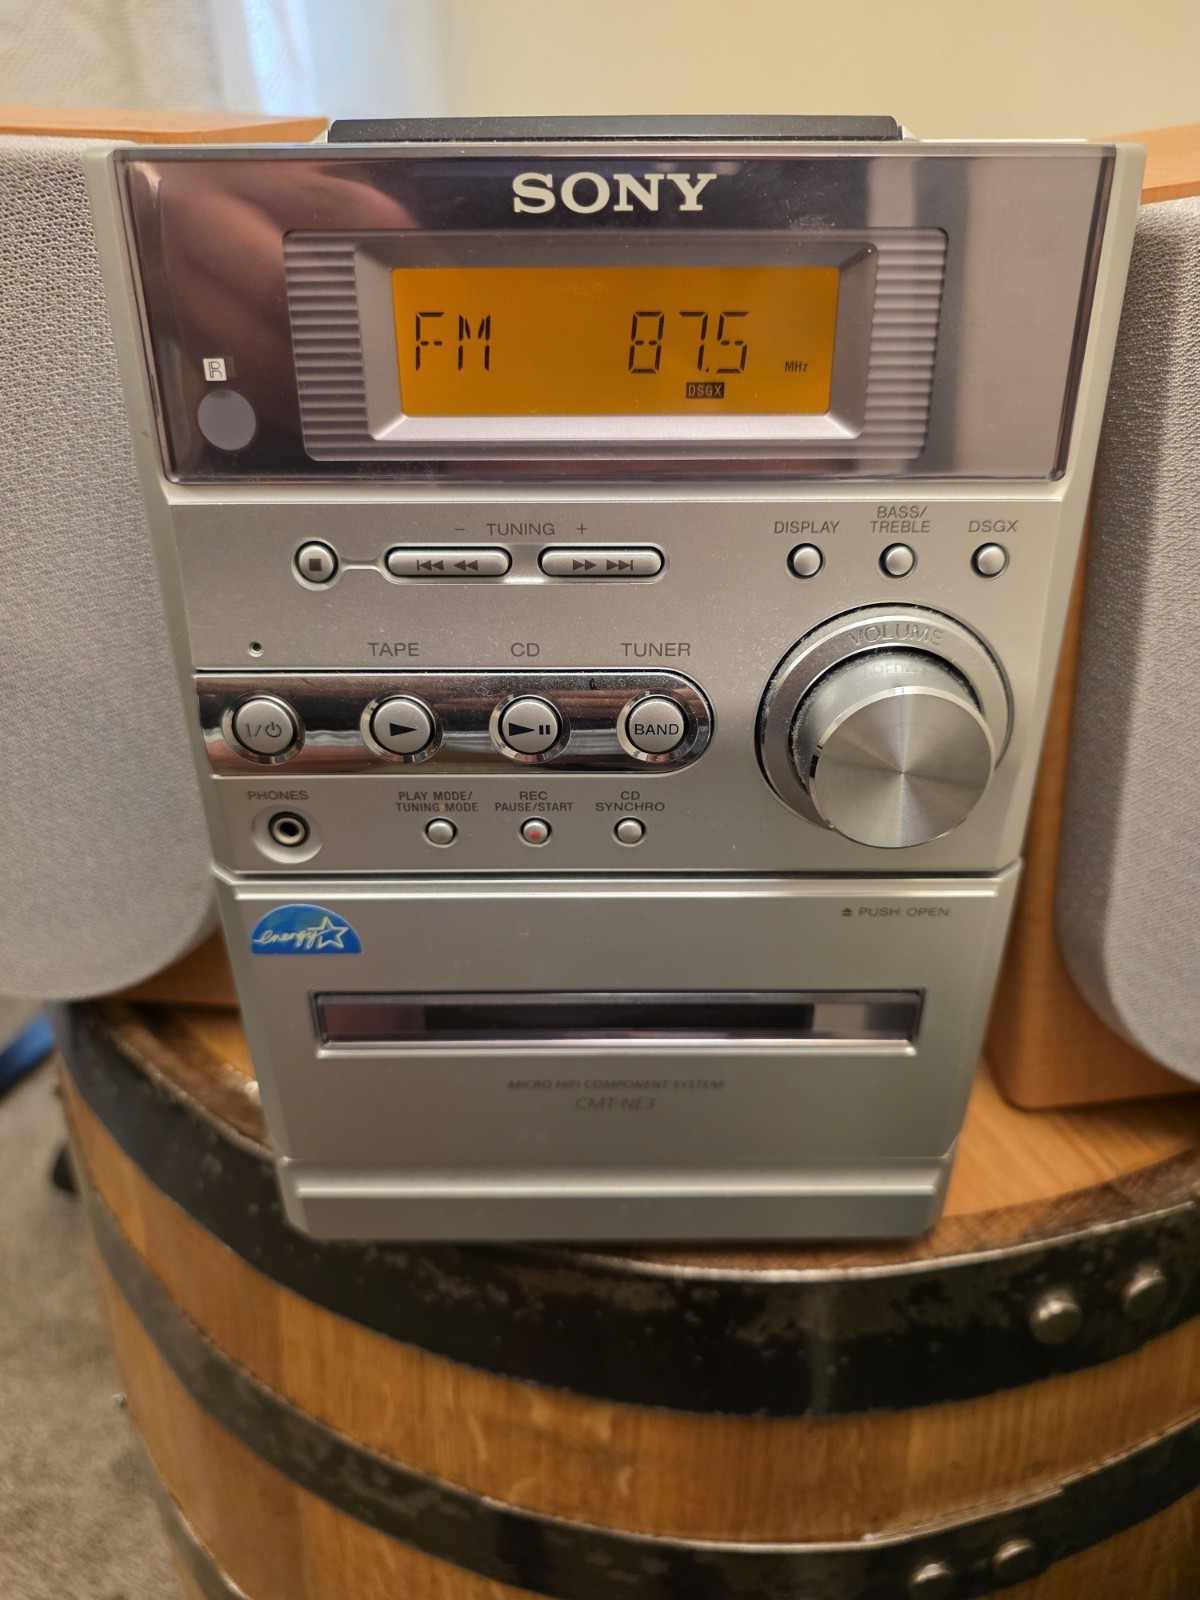 SONY
FM 87.5 MHz
DSGX
R
− TUNING +
DISPLAY
BASS/
TREBLE
DSGX
VOLUME
TAPE
CD
TUNER
I/⏻
BAND
PHONES
PLAY MODE/
TUNING MODE
REC
PAUSE/START
CD
SYNCHRO
energy
⏏ PUSH OPEN
MICRO HIFI COMPONENT SYSTEM
CMT-NE3